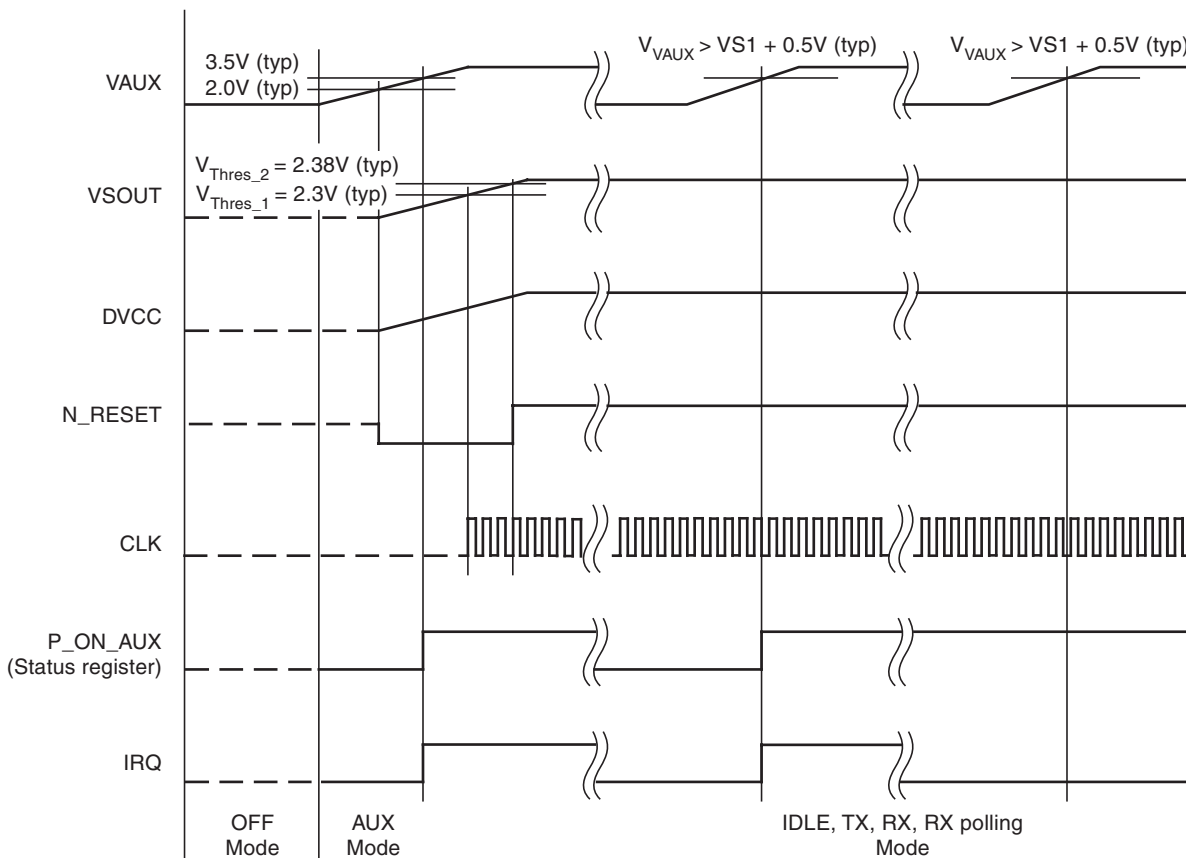 V_VAUX > VS1 + 0.5V (typ)
V_VAUX > VS1 + 0.5V (typ)
3.5V (typ)
VAUX
2.0V (typ)
V_Thres_2 = 2.38V (typ)
VSOUT
V_Thres_1 = 2.3V (typ)
DVCC
N_RESET
CLK
P_ON_AUX
(Status register)
IRQ
OFF
Mode
AUX
Mode
IDLE, TX, RX, RX polling
Mode